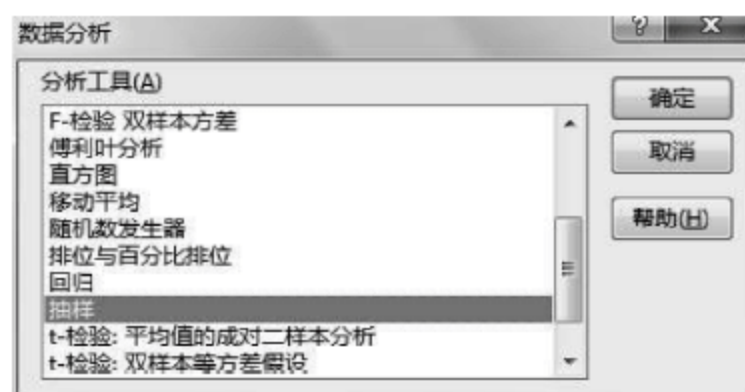 数据分析
分析工具(A)
F-检验 双样本方差
傅利叶分析
直方图
移动平均
随机数发生器
排位与百分比排位
回归
抽样
t-检验: 平均值的成对二样本分析
t-检验: 双样本等方差假设
确定
取消
帮助(H)